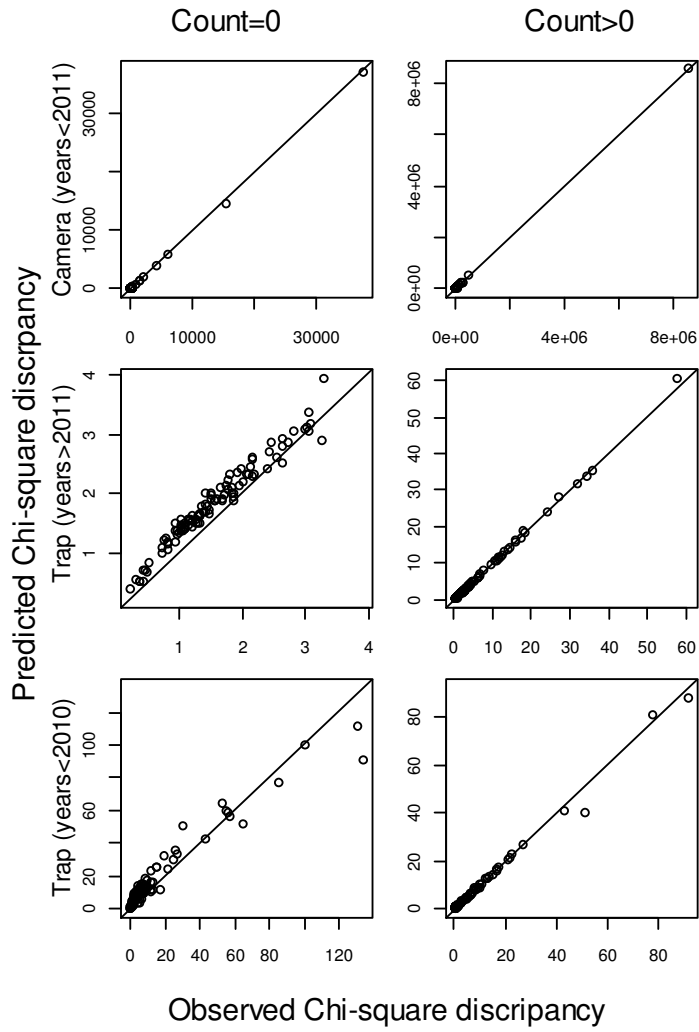 Count=0
Count>0
Predicted Chi-square discrpancy
Camera (years<2011)
0 10000 30000
0 10000 30000
0e+00 4e+06 8e+06
0e+00 4e+06 8e+06
Trap (years>2011)
1 2 3 4
1 2 3 4
0 10 20 30 40 50 60
0 10 20 30 40 50 60
Trap (years<2010)
0 20 60 100
0 20 40 60 80 120
0 20 40 60 80
0 20 40 60 80
Observed Chi-square discripancy